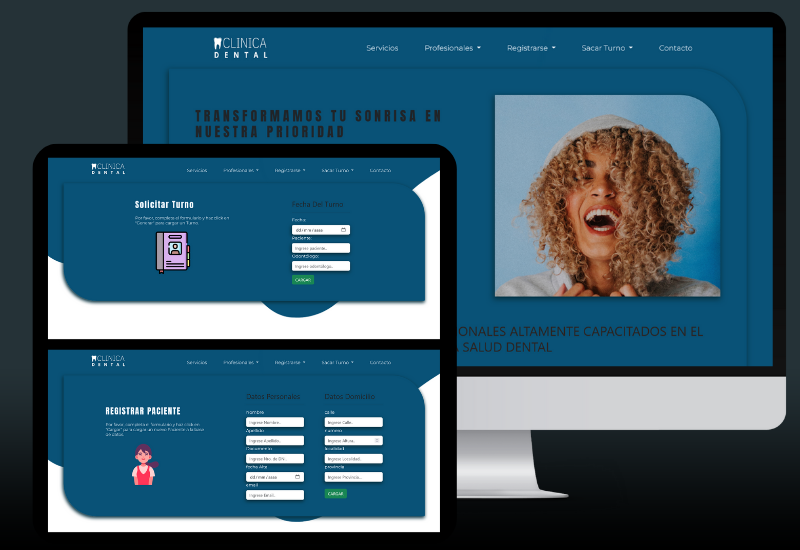 CLINICA
DENTAL
Servicios
Profesionales
Registrarse
Sacar Turno
Contacto
TRANSFORMAMOS TU SONRISA EN
NUESTRA PRIORIDAD
ONALES ALTAMENTE CAPACITADOS EN EL
SALUD DENTAL
CLINICA
DENTAL
Servicios
Profesionales
Registrarse
Sacar Turno
Contacto
Solicitar Turno
Por favor, completa el formulario y haz click en
"Generar" para cargar un Turno
Fecha Del Turno
Fecha:
dd/mm/aaaa
Paciente:
Ingrese paciente..
Odontólogo:
Ingrese odontólogo..
CARGAR
CLINICA
DENTAL
Servicios
Profesionales
Registrarse
Sacar Turno
Contacto
REGISTRAR PACIENTE
Por favor, completa el formulario y haz click en
"Cargar" para cargar un nuevo Paciente a la base
de datos.
Datos Personales
Nombre
Ingrese Nombre..
Apellido
Ingrese Apellido..
Documento
Ingrese Nro. de DNI..
Fecha Alta
dd/mm/aaaa
email
Ingrese Email..
Datos Domicilio
calle
Ingrese Calle..
numero
Ingrese Altura..
localidad
Ingrese Localidad..
provincia
Ingrese Provincia..
CARGAR